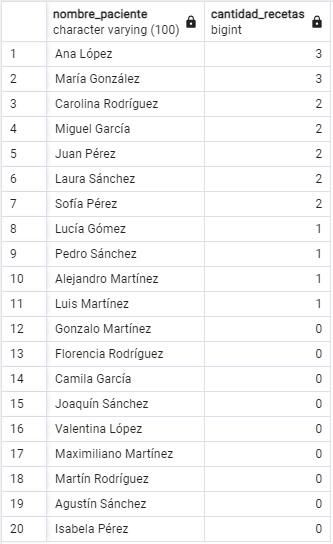 nombre_paciente cantidad_recetas
character varying (100) bigint
1 Ana López 3
2 María González 3
3 Carolina Rodríguez 2
4 Miguel García 2
5 Juan Pérez 2
6 Laura Sánchez 2
7 Sofía Pérez 2
8 Lucía Gómez 1
9 Pedro Sánchez 1
10 Alejandro Martínez 1
11 Luis Martínez 1
12 Gonzalo Martínez 0
13 Florencia Rodríguez 0
14 Camila García 0
15 Joaquín Sánchez 0
16 Valentina López 0
17 Maximiliano Martínez 0
18 Martín Rodríguez 0
19 Agustín Sánchez 0
20 Isabela Pérez 0